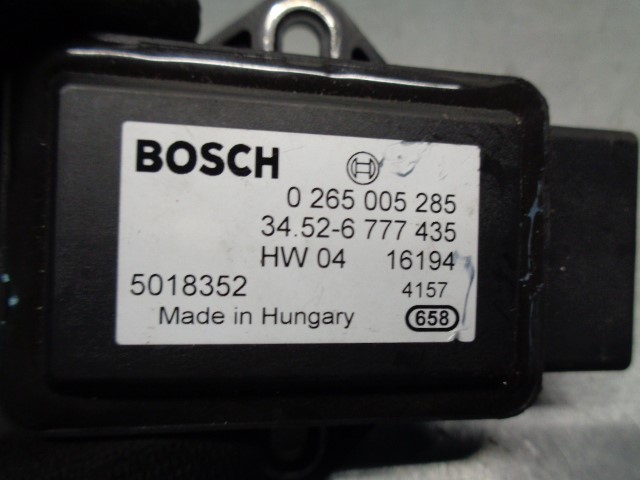 BOSCH
0 265 005 285
34.52-6 777 435
HW 04 16194
5018352 4157
Made in Hungary 658